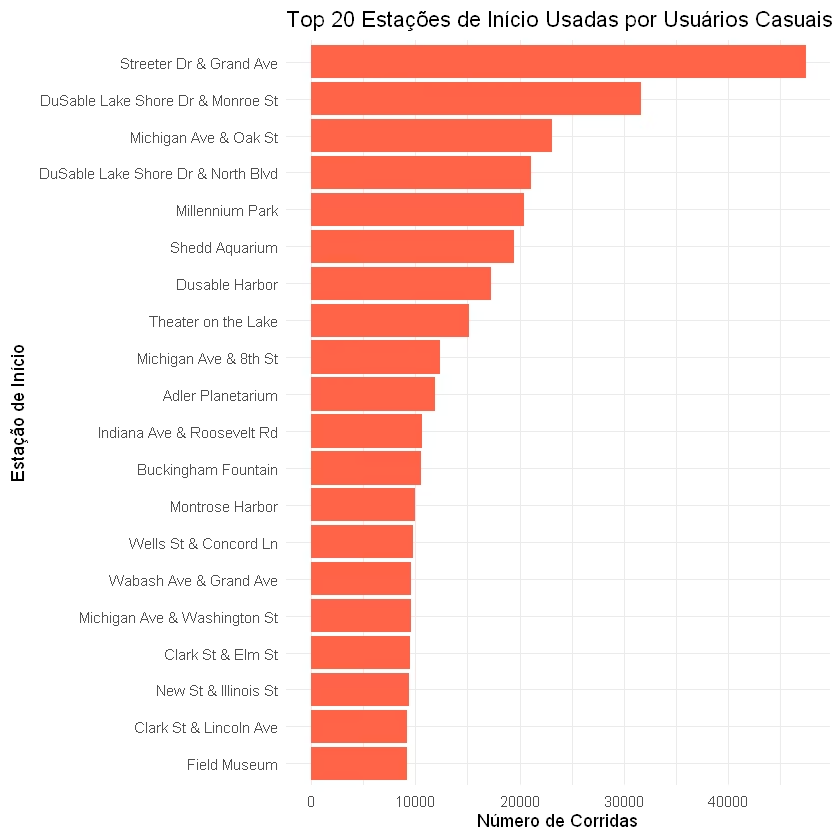 Top 20 Estações de Início Usadas por Usuários Casuais
Streeter Dr & Grand Ave
DuSable Lake Shore Dr & Monroe St
Michigan Ave & Oak St
DuSable Lake Shore Dr & North Blvd
Millennium Park
Shedd Aquarium
Dusable Harbor
Theater on the Lake
Michigan Ave & 8th St
Adler Planetarium
Indiana Ave & Roosevelt Rd
Buckingham Fountain
Montrose Harbor
Wells St & Concord Ln
Wabash Ave & Grand Ave
Michigan Ave & Washington St
Clark St & Elm St
New St & Illinois St
Clark St & Lincoln Ave
Field Museum
Estação de Início
0 10000 20000 30000 40000
Número de Corridas